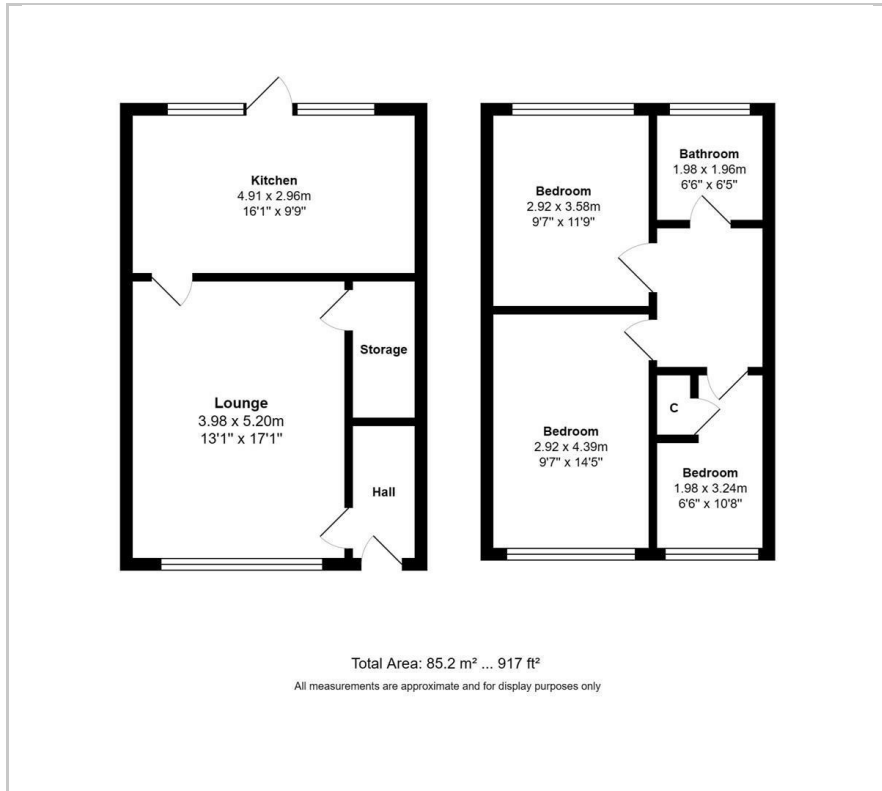 Kitchen
4.91 x 2.96m
16'1" x 9'9"
Lounge
3.98 x 5.20m
13'1" x 17'1"
Storage
Hall
Bedroom
2.92 x 3.58m
9'7" x 11'9"
Bathroom
1.98 x 1.96m
6'6" x 6'5"
Bedroom
2.92 x 4.39m
9'7" x 14'5"
C
Bedroom
1.98 x 3.24m
6'6" x 10'8"
Total Area: 85.2 m² ... 917 ft²
All measurements are approximate and for display purposes only